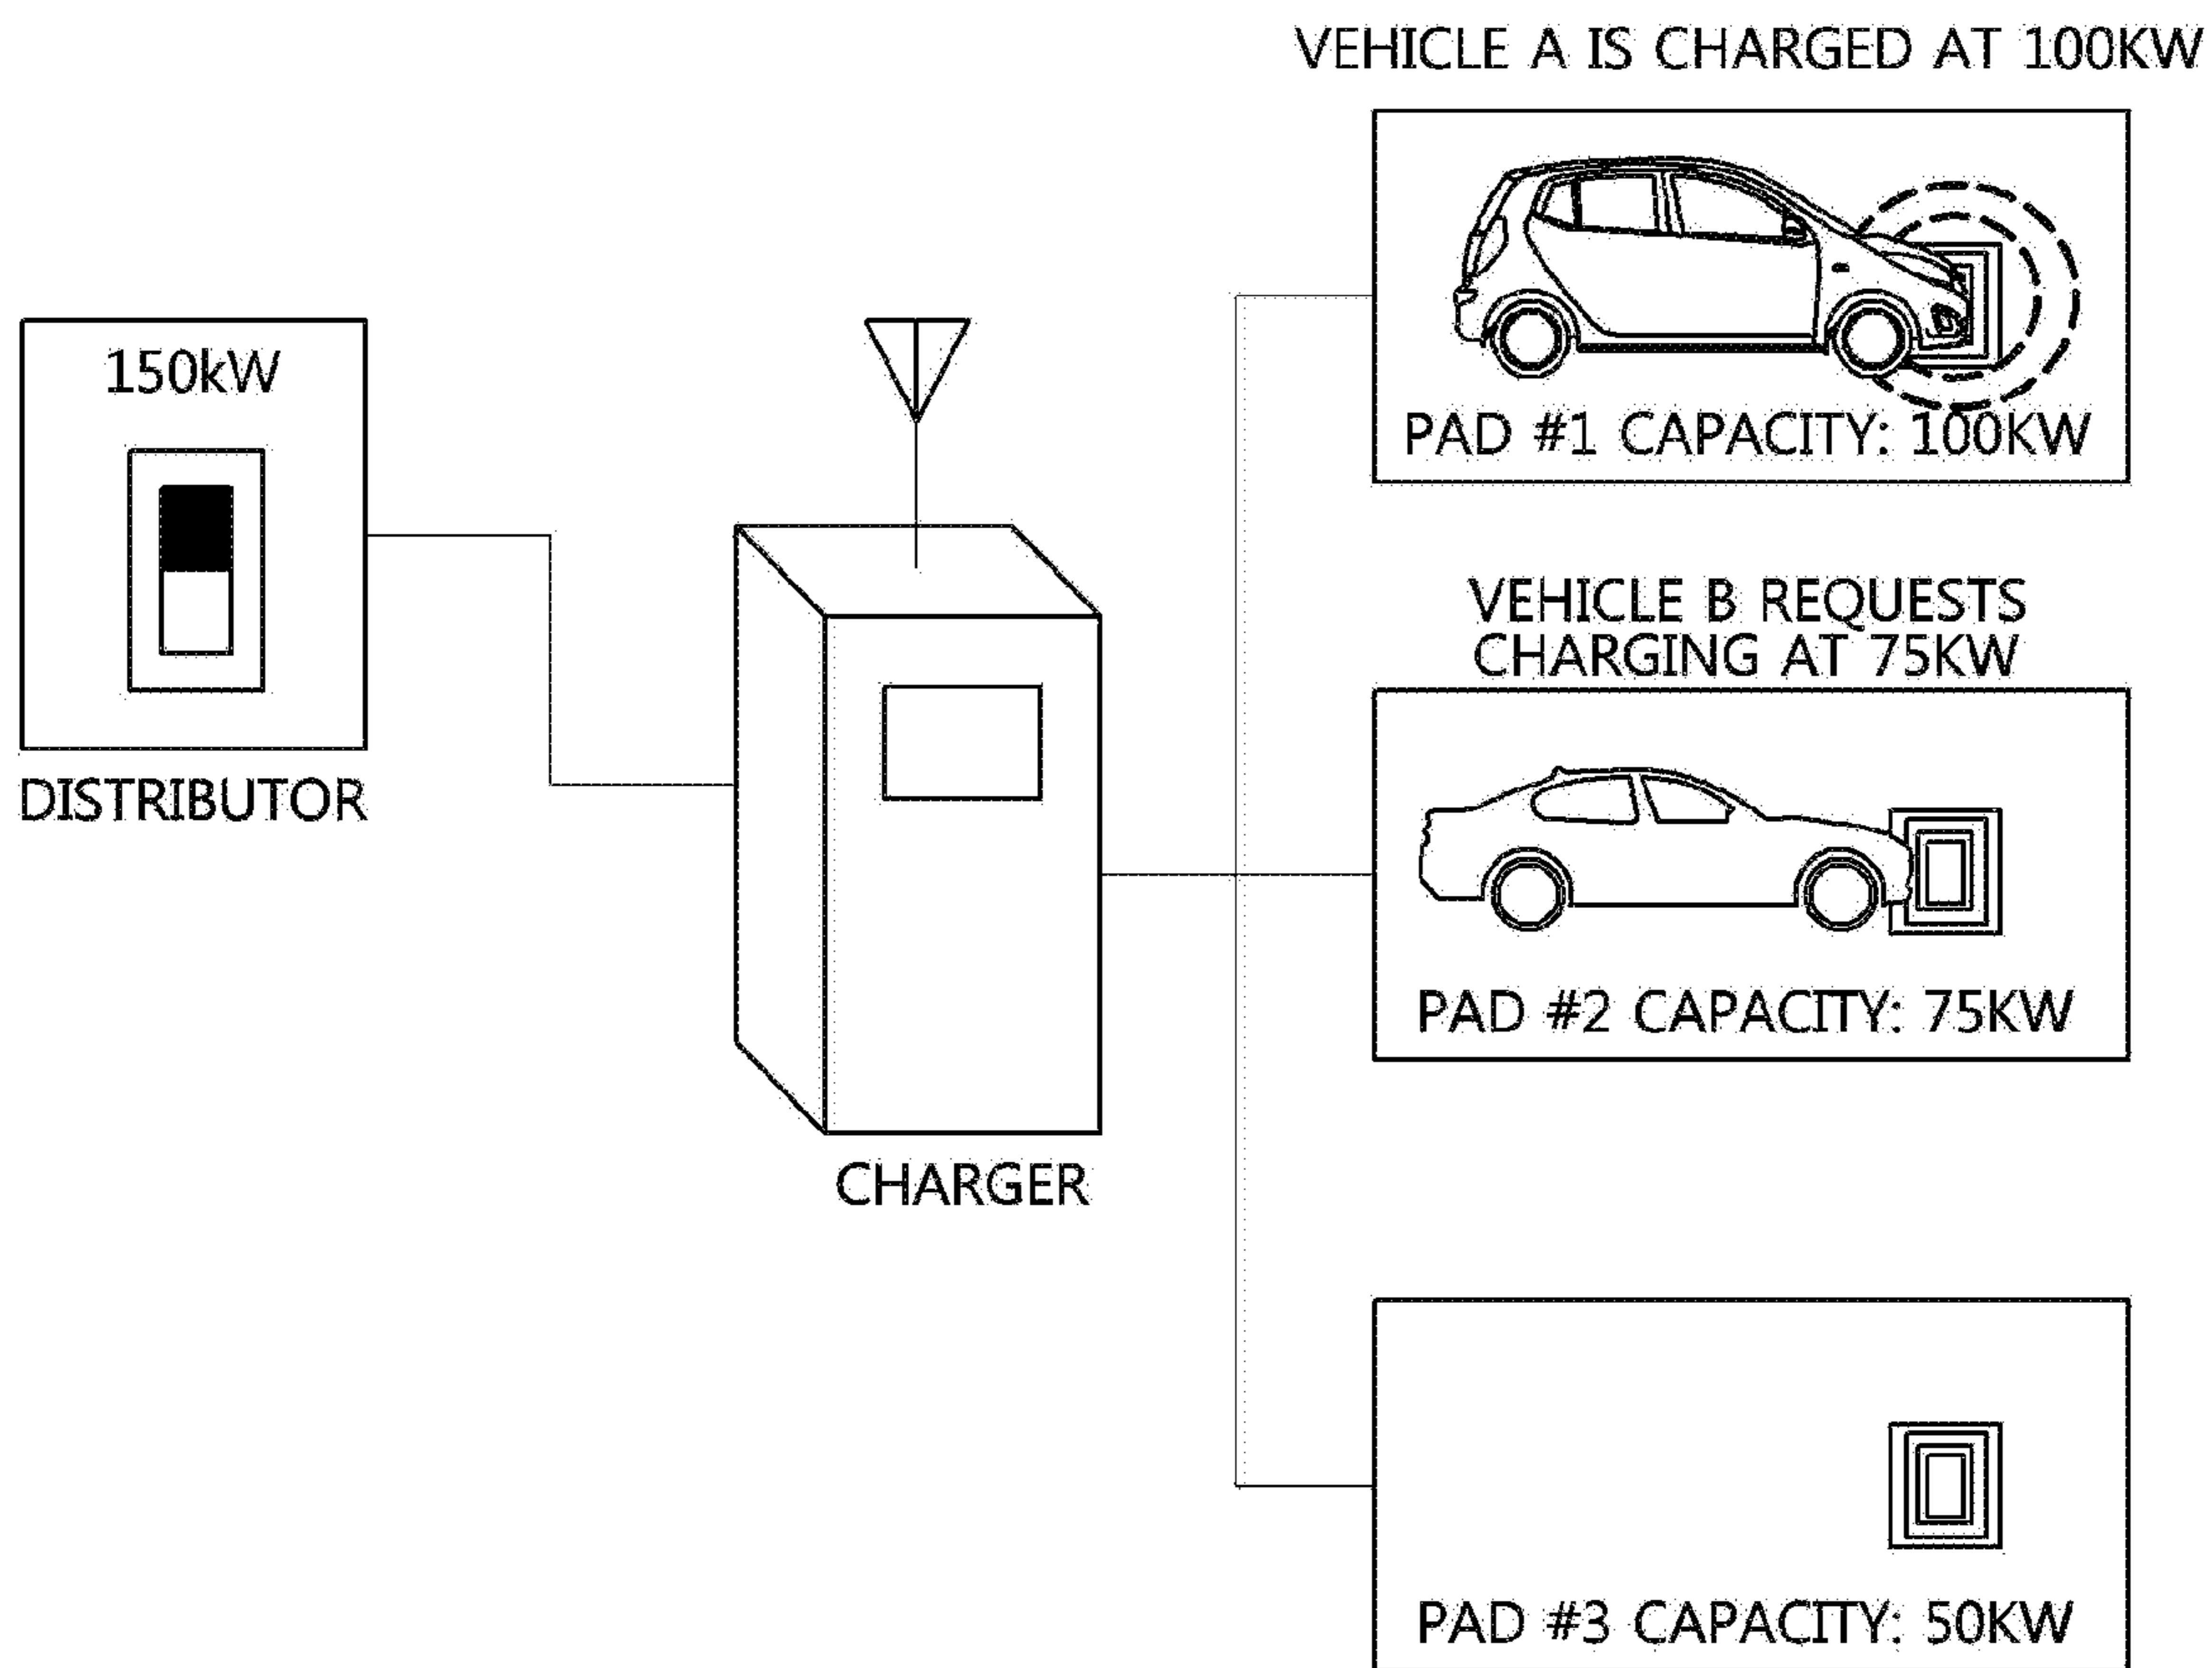 VEHICLE A IS CHARGED AT 100KW
150kW
PAD #1 CAPACITY: 100KW
VEHICLE B REQUESTS
CHARGING AT 75KW
DISTRIBUTOR
PAD #2 CAPACITY: 75KW
CHARGER
PAD #3 CAPACITY: 50KW